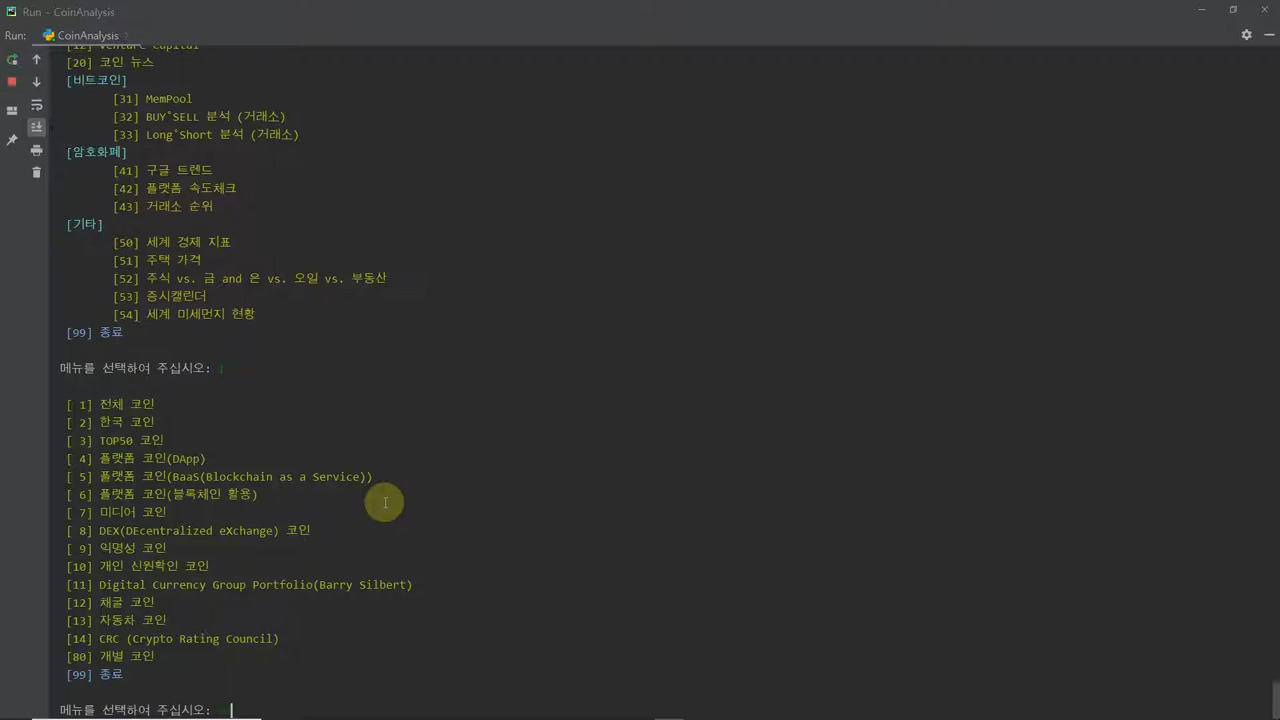 Run - CoinAnalysis
Run: CoinAnalysis
[12] Venture Capital
[20] 코인 뉴스
[비트코인]
[31] MemPool
[32] BUY˚SELL 분석 (거래소)
[33] Long˚Short 분석 (거래소)
[암호화폐]
[41] 구글 트렌드
[42] 플랫폼 속도체크
[43] 거래소 순위
[기타]
[50] 세계 경제 지표
[51] 주택 가격
[52] 주식 vs. 금 and 은 vs. 오일 vs. 부동산
[53] 증시캘린더
[54] 세계 미세먼지 현황
[99] 종료
메뉴를 선택하여 주십시오: 1
[ 1] 전체 코인
[ 2] 한국 코인
[ 3] TOP50 코인
[ 4] 플랫폼 코인(DApp)
[ 5] 플랫폼 코인(BaaS(Blockchain as a Service))
[ 6] 플랫폼 코인(블록체인 활용)
[ 7] 미디어 코인
[ 8] DEX(DEcentralized eXchange) 코인
[ 9] 익명성 코인
[10] 개인 신원확인 코인
[11] Digital Currency Group Portfolio(Barry Silbert)
[12] 채굴 코인
[13] 자동차 코인
[14] CRC (Crypto Rating Council)
[80] 개별 코인
[99] 종료
메뉴를 선택하여 주십시오: